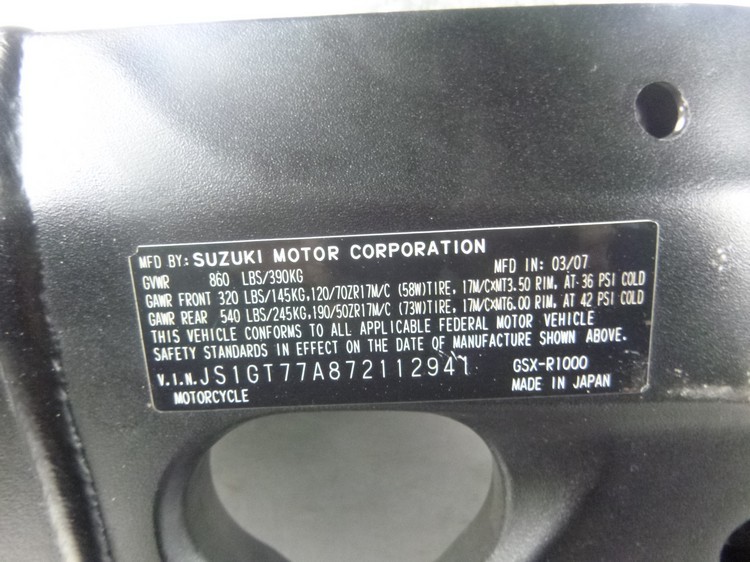 MFD BY: SUZUKI MOTOR CORPORATION MFD IN: 03/07
GVWR 860 LBS/390KG
GAWR FRONT 320 LBS/145KG,120/70ZR17M/C (58W)TIRE, 17M/CXMT3.50 RIM, AT-36 PSI COLD
GAWR REAR 540 LBS/245KG,190/50ZR17M/C (73W)TIRE, 17M/CXMT6.00 RIM, AT 42 PSI COLD
THIS VEHICLE CONFORMS TO ALL APPLICABLE FEDERAL MOTOR VEHICLE
SAFETY STANDARDS IN EFFECT ON THE DATE OF MANUFACTURE SHOWN ABOVE.
V.I.N.JS1GT77A872112941 GSX-R1000
MOTORCYCLE MADE IN JAPAN